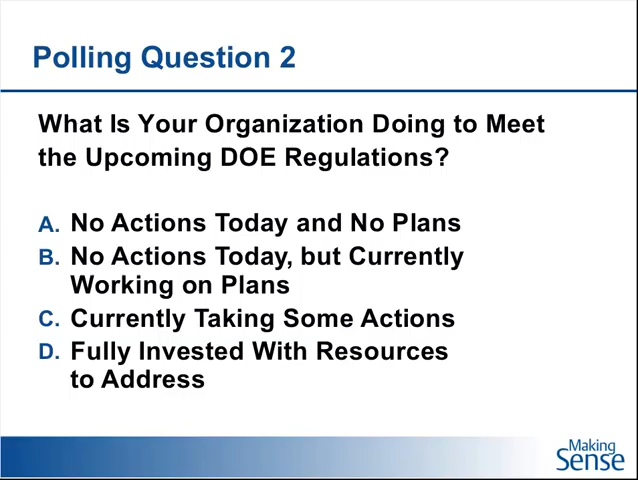 Polling Question 2
What Is Your Organization Doing to Meet
the Upcoming DOE Regulations?
A. No Actions Today and No Plans
B. No Actions Today, but Currently
Working on Plans
C. Currently Taking Some Actions
D. Fully Invested With Resources
to Address
Making
Sense